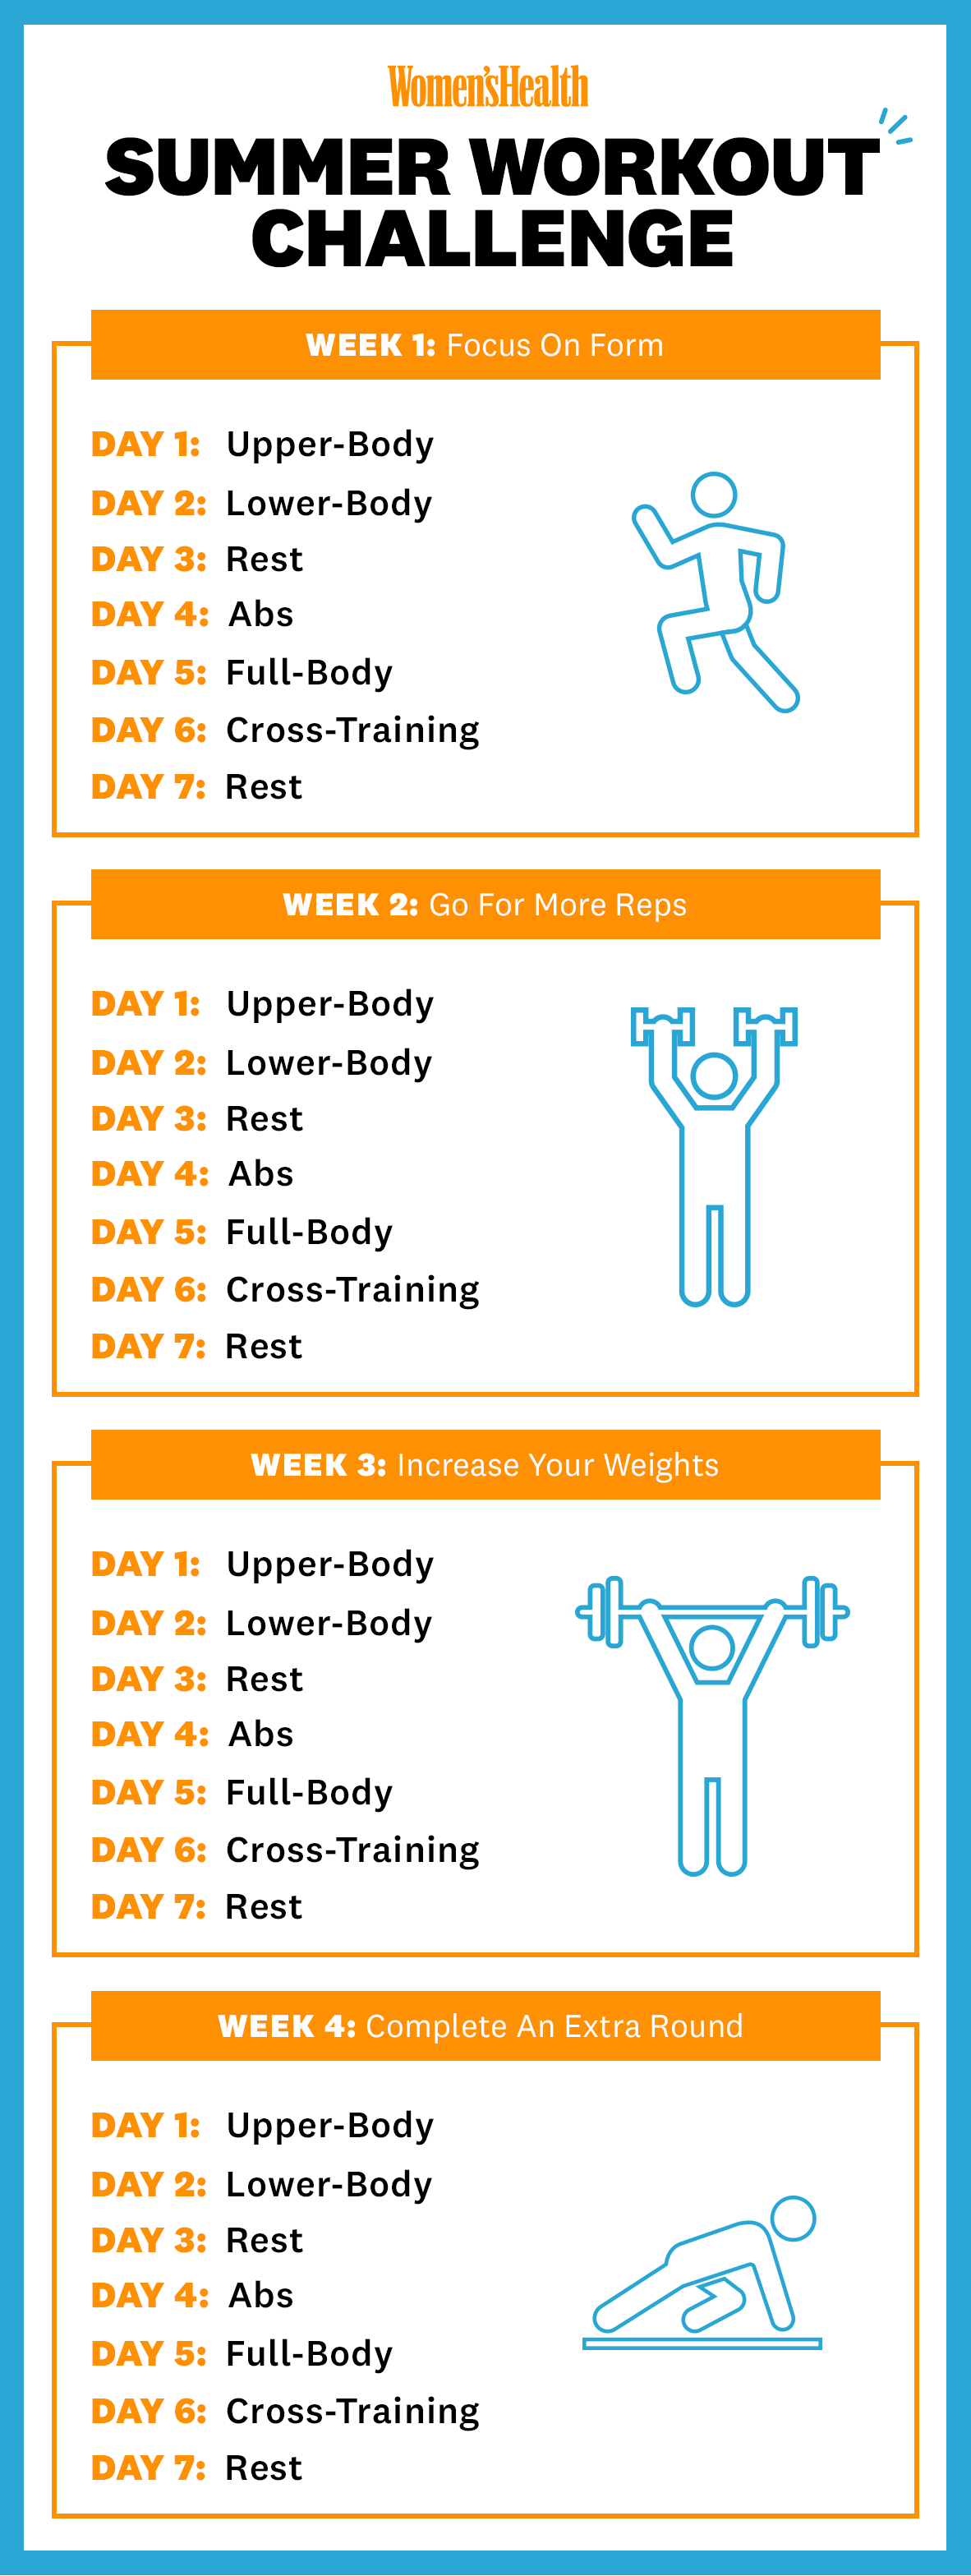 Women'sHealth
SUMMER WORKOUT
CHALLENGE
WEEK 1: Focus On Form
DAY 1: Upper-Body
DAY 2: Lower-Body
DAY 3: Rest
DAY 4: Abs
DAY 5: Full-Body
DAY 6: Cross-Training
DAY 7: Rest
WEEK 2: Go For More Reps
DAY 1: Upper-Body
DAY 2: Lower-Body
DAY 3: Rest
DAY 4: Abs
DAY 5: Full-Body
DAY 6: Cross-Training
DAY 7: Rest
WEEK 3: Increase Your Weights
DAY 1: Upper-Body
DAY 2: Lower-Body
DAY 3: Rest
DAY 4: Abs
DAY 5: Full-Body
DAY 6: Cross-Training
DAY 7: Rest
WEEK 4: Complete An Extra Round
DAY 1: Upper-Body
DAY 2: Lower-Body
DAY 3: Rest
DAY 4: Abs
DAY 5: Full-Body
DAY 6: Cross-Training
DAY 7: Rest